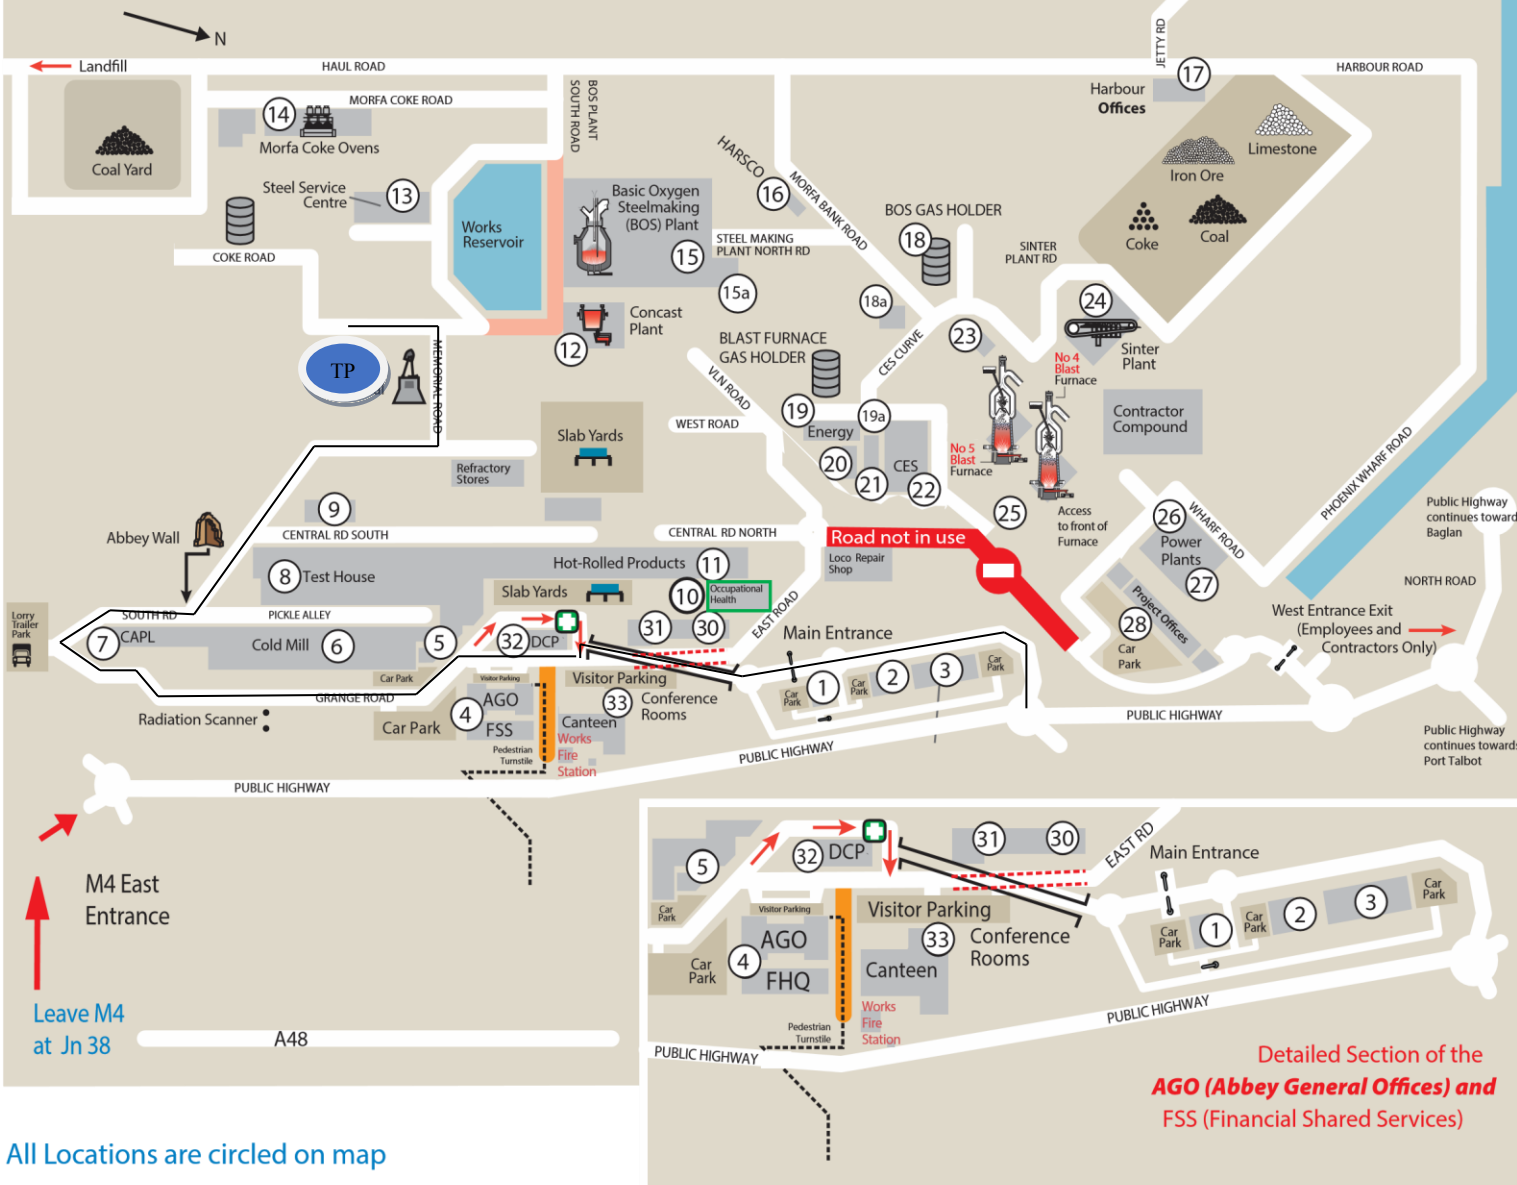 N
Landfill
HAUL ROAD
JETTY RD
HARBOUR ROAD
17
Harbour
Offices
MORFA COKE ROAD
BOS PLANT
SOUTH ROAD
14
Morfa Coke Ovens
Coal Yard
Limestone
Iron Ore
Coke
Coal
HARSCO
16
MORFA BANK ROAD
Steel Service
Centre
13
Works
Reservoir
Basic Oxygen
Steelmaking
(BOS) Plant
15
15a
STEEL MAKING
PLANT NORTH RD
BOS GAS HOLDER
18
18a
SINTER
PLANT RD
COKE ROAD
24
Sinter
Plant
Concast
Plant
12
BLAST FURNACE
GAS HOLDER
CES CURVE
23
TP
MEMORIAL ROAD
VLN ROAD
No 4
Blast
Furnace
Contractor
Compound
19
19a
Energy
20
21
CES
22
WEST ROAD
Slab Yards
No 5
Blast
Furnace
PHOENIX WHARF ROAD
Refractory
Stores
9
25
Access
to front of
Furnace
26
WHARF ROAD
Power
Plants
27
Public Highway
continues toward
Baglan
Abbey Wall
CENTRAL RD SOUTH
CENTRAL RD NORTH
Road not in use
Loco Repair
Shop
Hot-Rolled Products
11
8
Test House
NORTH ROAD
Slab Yards
10
Occupational
Health
Project Offices
28
Car
Park
West Entrance Exit
(Employees and
Contractors Only)
Lorry
Trailer
Park
SOUTH RD
PICKLE ALLEY
7
CAPL
Cold Mill
6
5
32
DCP
31
30
EAST ROAD
Main Entrance
Car Park
Visitor Parking
Visitor Parking
GRANGE ROAD
Radiation Scanner
Car Park
4
AGO
FSS
33
Conference
Rooms
Canteen
Works
Fire
Station
Pedestrian
Turnstile
Car
Park
1
Car
Park
2
3
Car
Park
PUBLIC HIGHWAY
PUBLIC HIGHWAY
PUBLIC HIGHWAY
Public Highway
continues towards
Port Talbot
M4 East
Entrance
Leave M4
at Jn 38
A48
5
32
DCP
31
30
EAST RD
Main Entrance
Car
Park
Visitor Parking
Visitor Parking
AGO
4
FHQ
Car
Park
33
Conference
Rooms
Canteen
Works
Fire
Station
Pedestrian
Turnstile
Car
Park
1
Car
Park
2
3
Car
Park
PUBLIC HIGHWAY
PUBLIC HIGHWAY
Detailed Section of the
AGO (Abbey General Offices) and
FSS (Financial Shared Services)
All Locations are circled on map